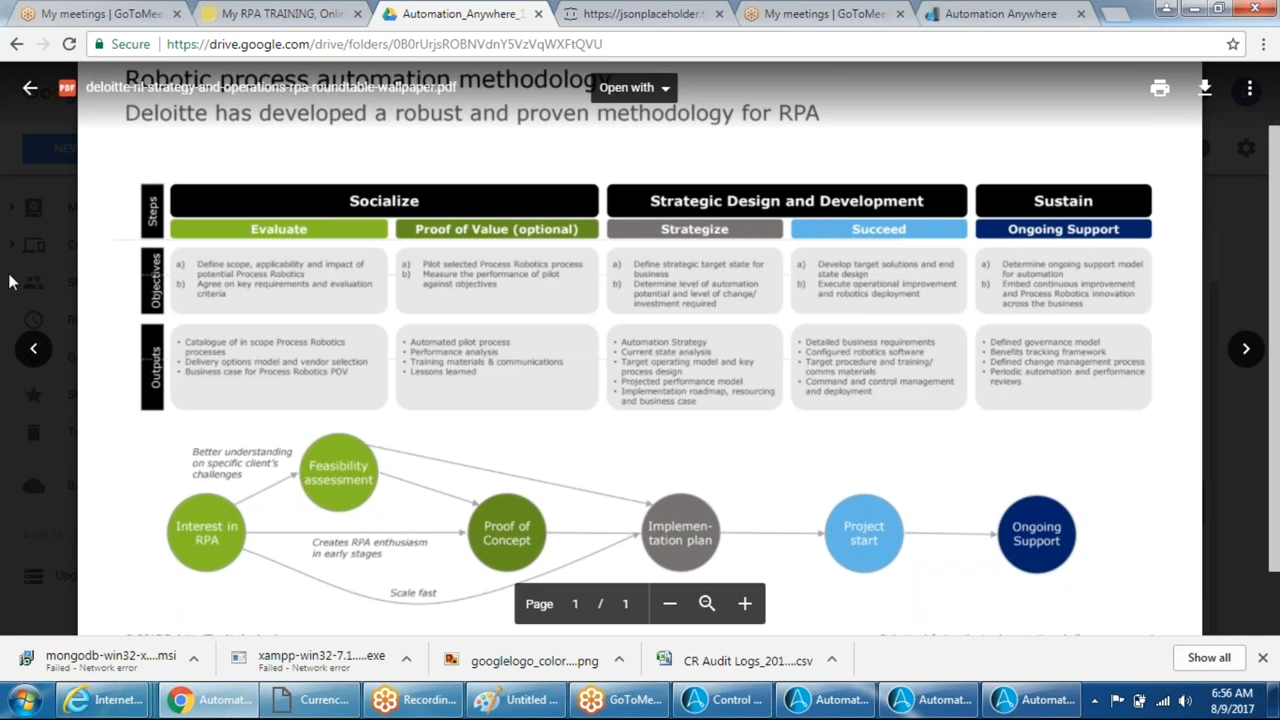 My meetings | GoToMee
My RPA TRAINING, Onlin
Automation_Anywhere_1
https://jsonplaceholder.t
My meetings | GoToMee
Automation Anywhere
Secure
https://drive.google.com/drive/folders/0B0rUrjsROBNVdnY5VzVqWXFtQVU
Robotic process automation methodology
deloitte-nl-strategy-and-operations-rpa-roundtable-wallpaper.pdf
Open with
Deloitte has developed a robust and proven methodology for RPA
NEW
Steps
Socialize
Strategic Design and Development
Sustain
Evaluate
Proof of Value (optional)
Strategize
Succeed
Ongoing Support
Objectives
a) Define scope, applicability and impact of
potential Process Robotics
b) Agree on key requirements and evaluation
criteria
a) Pilot selected Process Robotics process
b) Measure the performance of pilot
against objectives
a) Define strategic target state for
business
b) Determine level of automation
potential and level of change/
investment required
a) Develop target solutions and end
state design
b) Execute operational improvement
and robotics deployment
a) Determine ongoing support model
for automation
b) Embed continuous improvement
and Process Robotics innovation
across the business
Outputs
• Catalogue of in scope Process Robotics
processes
• Delivery options model and vendor selection
• Business case for Process Robotics POV
• Automated pilot process
• Performance analysis
• Training materials & communications
• Lessons learned
• Automation Strategy
• Current state analysis
• Target operating model and key
process design
• Projected performance model
• Implementation roadmap, resourcing
and business case
• Detailed business requirements
• Configured robotics software
• Target procedure and training/
comms materials
• Command and control management
and deployment
• Defined governance model
• Benefits tracking framework
• Defined change management process
• Periodic automation and performance
reviews
Better understanding
on specific client's
challenges
Feasibility
assessment
Interest in
RPA
Creates RPA enthusiasm
in early stages
Scale fast
Proof of
Concept
Implemen-
tation plan
Project
start
Ongoing
Support
Page 1 / 1
Upg
mongodb-win32-x....msi
Failed - Network error
xampp-win32-7.1....exe
Failed - Network error
googlelogo_color....png
CR Audit Logs_201....csv
Show all
Internet...
Automat...
Currenc...
Recordin...
Untitled ...
GoToMe...
Control ...
Automat...
Automat...
Automat...
6:56 AM
8/9/2017